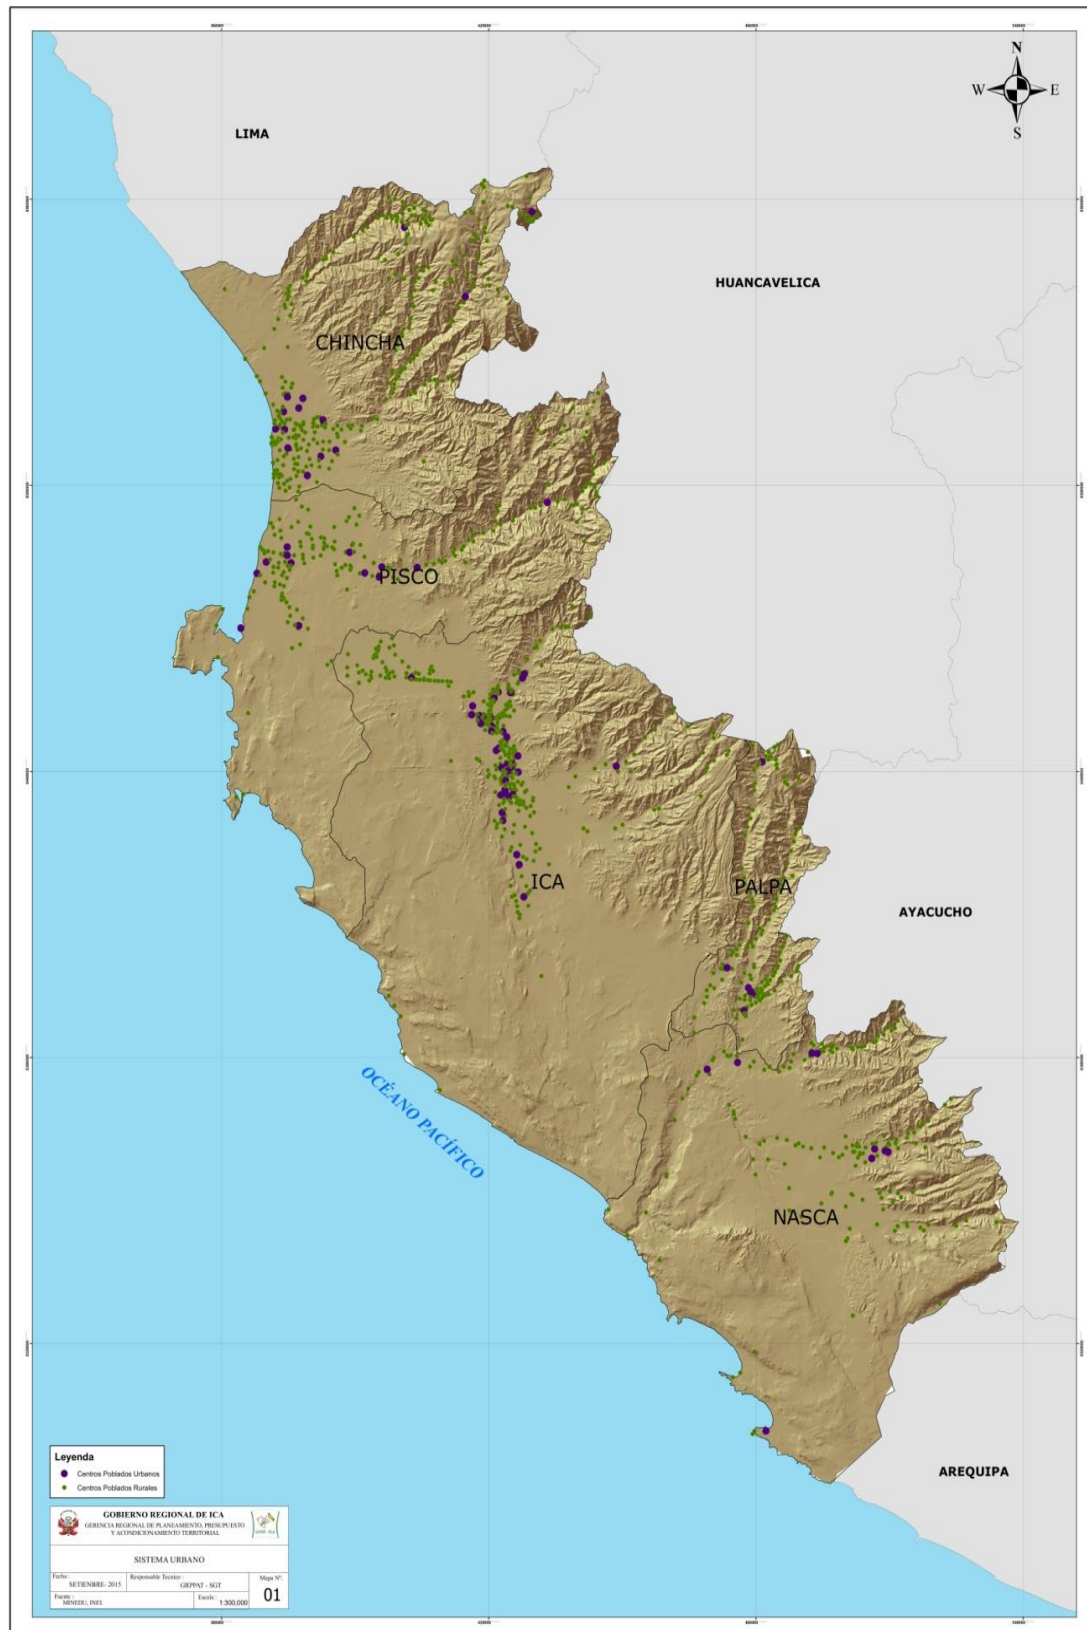 N
W E
S
LIMA
HUANCAVELICA
CHINCHA
PISCO
ICA
PALPA
AYACUCHO
OCÉANO PACÍFICO
NASCA
AREQUIPA
Leyenda
Centros Poblados Urbanos
Centros Poblados Rurales
GOBIERNO REGIONAL DE ICA
GERENCIA REGIONAL DE PLANEAMIENTO, PRESUPUESTO
Y ACONDICIONAMIENTO TERRITORIAL
SISTEMA URBANO
Fecha : SETIENBRE- 2015
Responsable Tecnico : GRPPAT - SGT
Mapa Nº: 01
Fuente : MINEDU, INEI.
Escala : 1:300,000